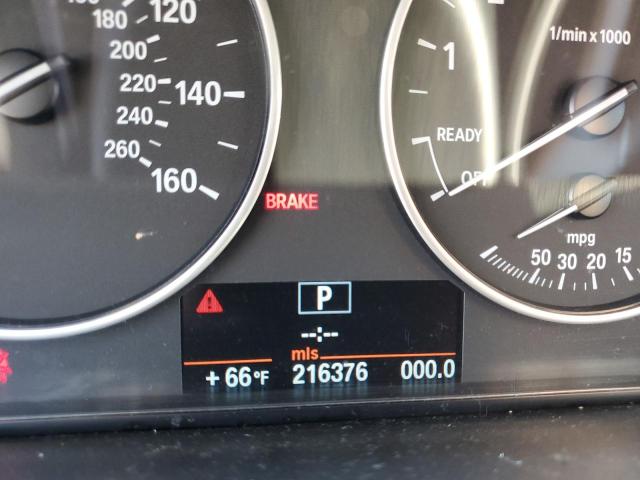 180
120
200
220
140
240
260
160
BRAKE
1
1/min x 1000
READY
OFF
mpg
50 30 20 15
P
--:--
mls
+66°F 216376 000.0